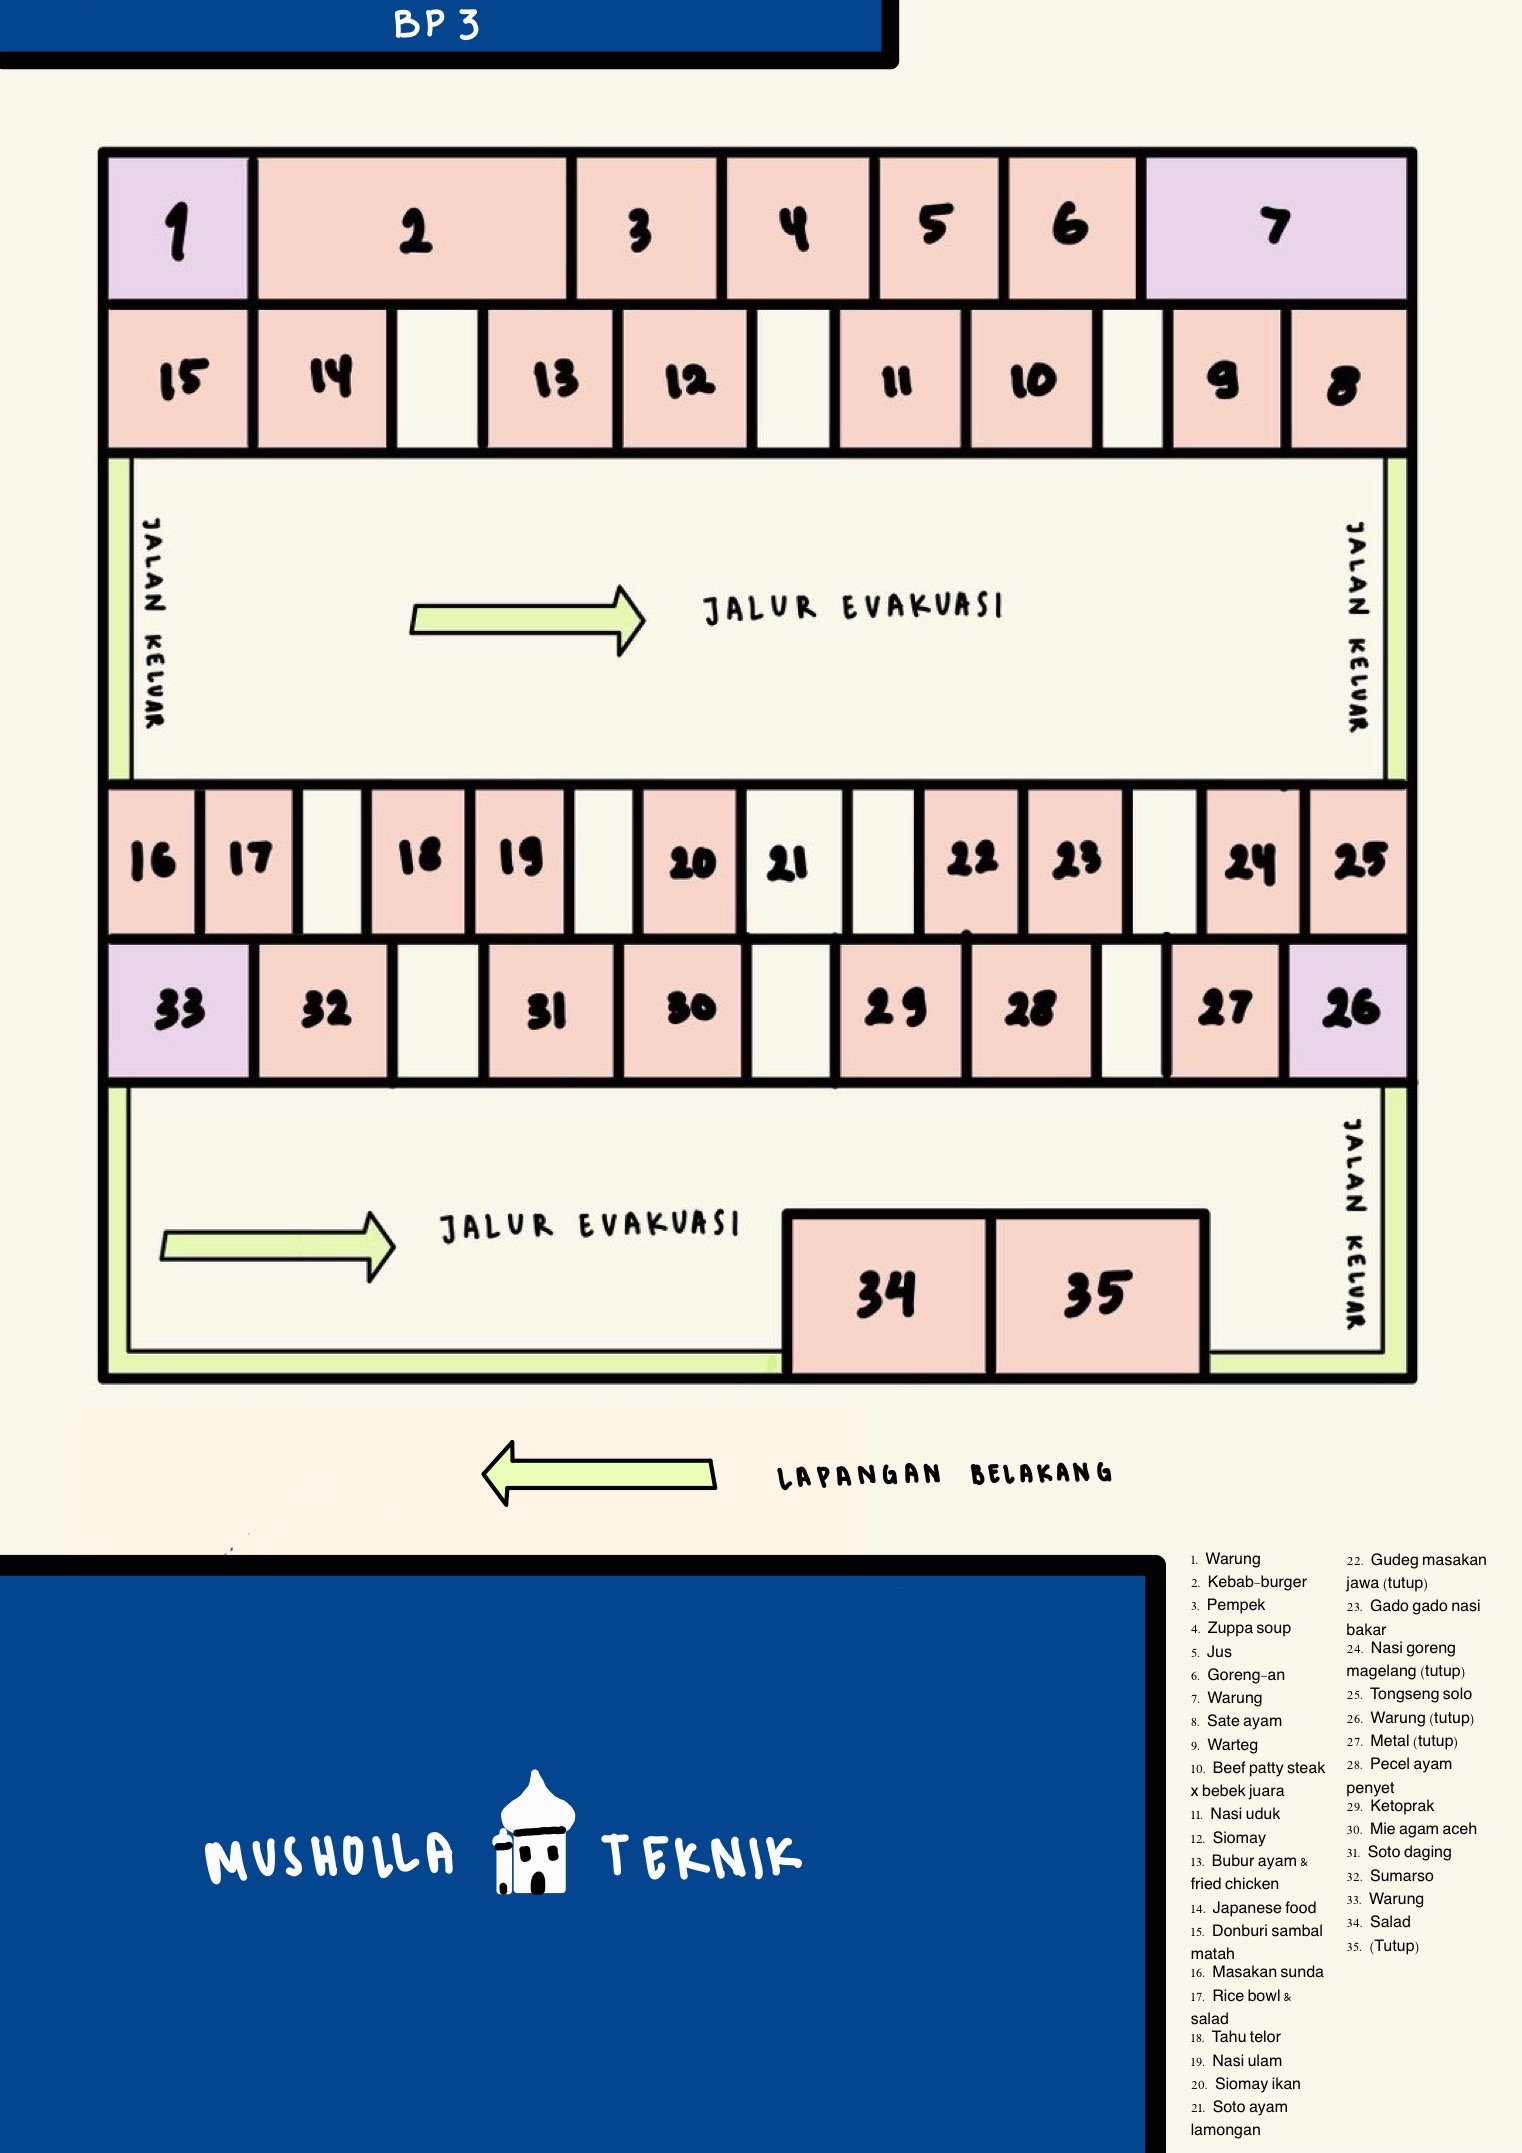 BP 3
1 2 3 4 5 6 7
15 14 13 12 11 10 9 8
JALAN KELUAR
JALUR EVAKUASI
JALAN KELUAR
16 17 18 19 20 21 22 23 24 25
33 32 31 30 29 28 27 26
JALUR EVAKUASI
34 35
JALAN KELUAR
LAPANGAN BELAKANG
MUSHOLLA TEKNIK
1. Warung
2. Kebab-burger
3. Pempek
4. Zuppa soup
5. Jus
6. Goreng-an
7. Warung
8. Sate ayam
9. Warteg
10. Beef patty steak
x bebek juara
11. Nasi uduk
12. Siomay
13. Bubur ayam &
fried chicken
14. Japanese food
15. Donburi sambal
matah
16. Masakan sunda
17. Rice bowl &
salad
18. Tahu telor
19. Nasi ulam
20. Siomay ikan
21. Soto ayam
lamongan
22. Gudeg masakan
jawa (tutup)
23. Gado gado nasi
bakar
24. Nasi goreng
magelang (tutup)
25. Tongseng solo
26. Warung (tutup)
27. Metal (tutup)
28. Pecel ayam
penyet
29. Ketoprak
30. Mie agam aceh
31. Soto daging
32. Sumarso
33. Warung
34. Salad
35. (Tutup)